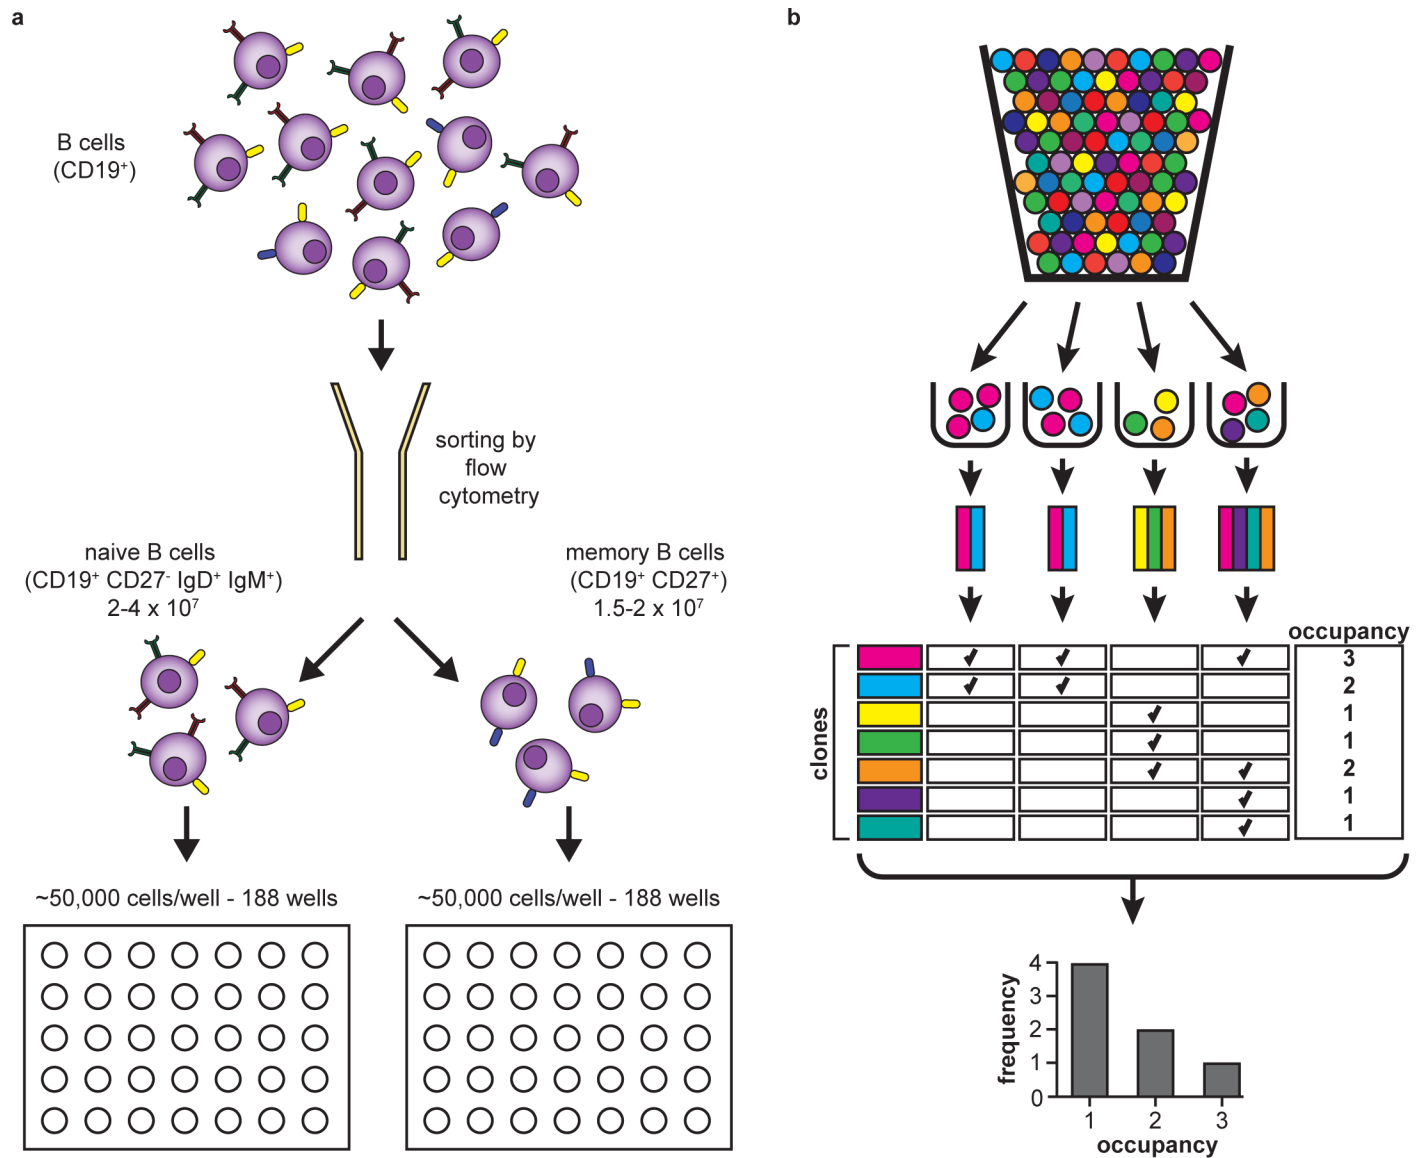 a
B cells
(CD19⁺)
sorting by
flow
cytometry
naive B cells
(CD19⁺ CD27⁻ IgD⁺ IgM⁺)
2-4 x 10⁷
memory B cells
(CD19⁺ CD27⁺)
1.5-2 x 10⁷
~50,000 cells/well - 188 wells
~50,000 cells/well - 188 wells
b
occupancy
clones
3
2
1
1
2
1
1
frequency
4
3
2
1
0
1 2 3
occupancy